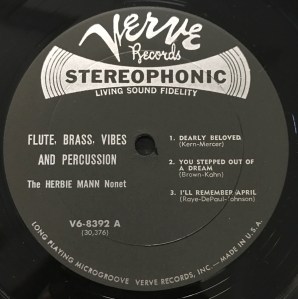 Verve
Records
STEREOPHONIC
LIVING SOUND FIDELITY
FLUTE, BRASS, VIBES
AND PERCUSSION
The HERBIE MANN Nonet
V6-8392 A
(30,376)
1. DEARLY BELOVED
(Kern-Mercer)
2. YOU STEPPED OUT OF
A DREAM
(Brown-Kahn)
3. I'LL REMEMBER APRIL
(Raye-DePaul-Johnson)
LONG PLAYING MICROGROOVE VERVE RECORDS, INC.–MADE IN U.S.A.